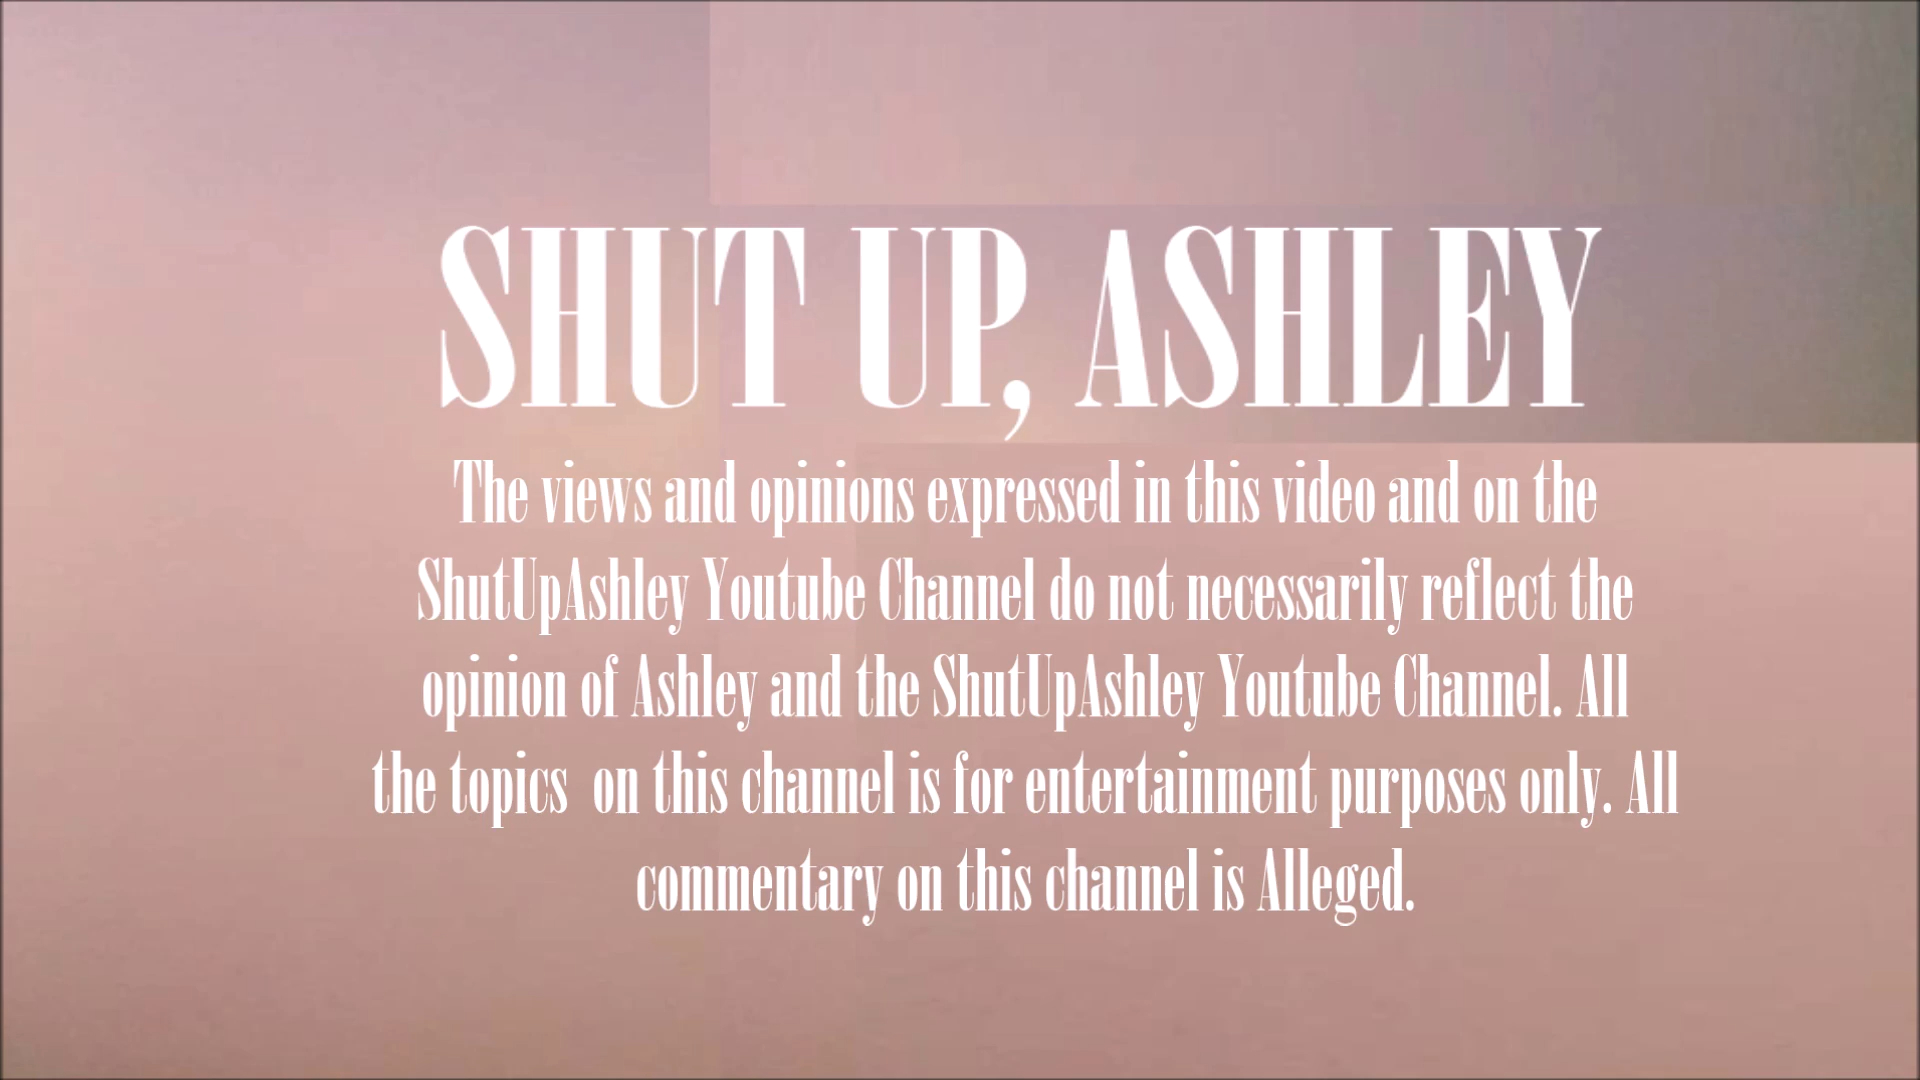 SHUT UP, ASHLEY
The views and opinions expressed in this video and on the
ShutUpAshley Youtube Channel do not necessarily reflect the
opinion of Ashley and the ShutUpAshley Youtube Channel. All
the topics  on this channel is for entertainment purposes only. All
commentary on this channel is Alleged.